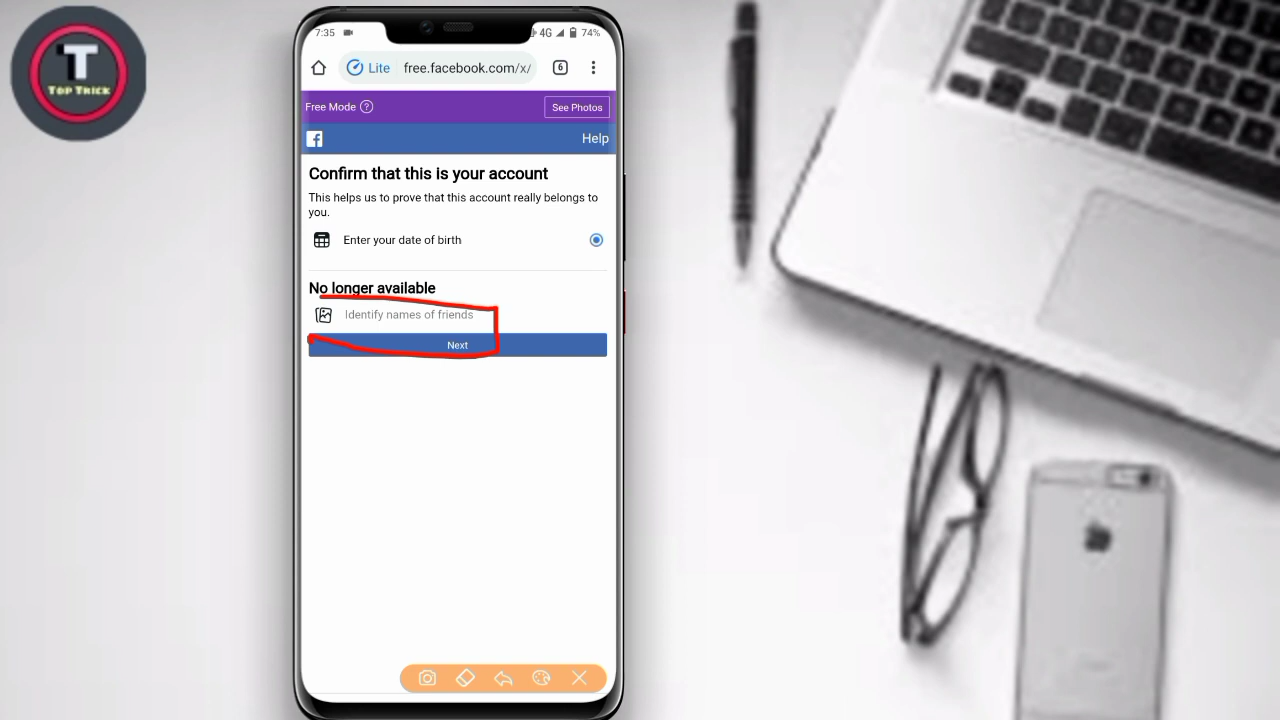 T
TOP TRICK
7:35
4G
74%
Lite
free.facebook.com/x/
6
Free Mode ?
See Photos
f
Help
Confirm that this is your account
This helps us to prove that this account really belongs to
you.
Enter your date of birth
No longer available
Identify names of friends
Next